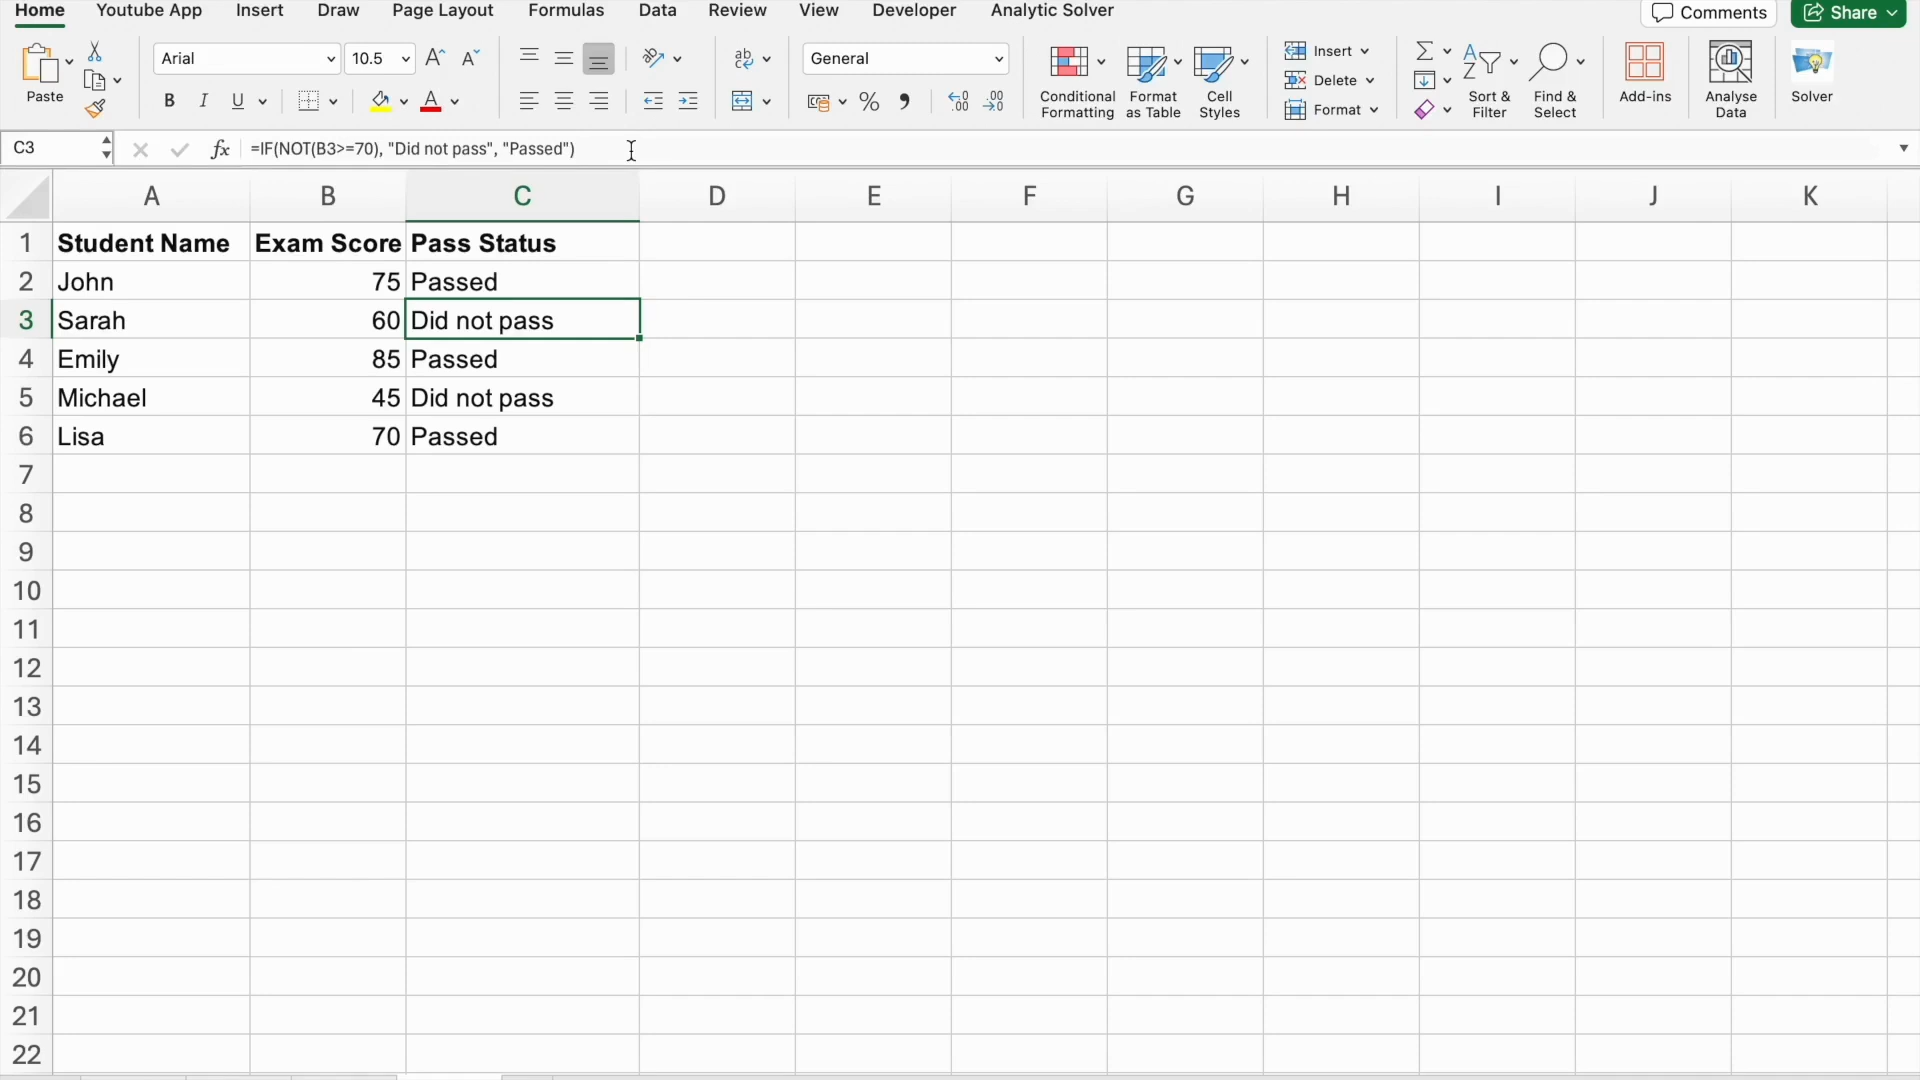 Home Youtube App Insert Draw Page Layout Formulas Data Review View Developer Analytic Solver Comments Share
Paste Arial 10.5 A A ab General Conditional Formatting Format as Table Cell Styles Insert Delete Format Sort & Filter Find & Select Add-ins Analyse Data Solver
B I U A % .00 .00
C3 fx =IF(NOT(B3>=70), "Did not pass", "Passed")
A B C D E F G H I J K
1 Student Name Exam Score Pass Status
2 John 75 Passed
3 Sarah 60 Did not pass
4 Emily 85 Passed
5 Michael 45 Did not pass
6 Lisa 70 Passed
7
8
9
10
11
12
13
14
15
16
17
18
19
20
21
22